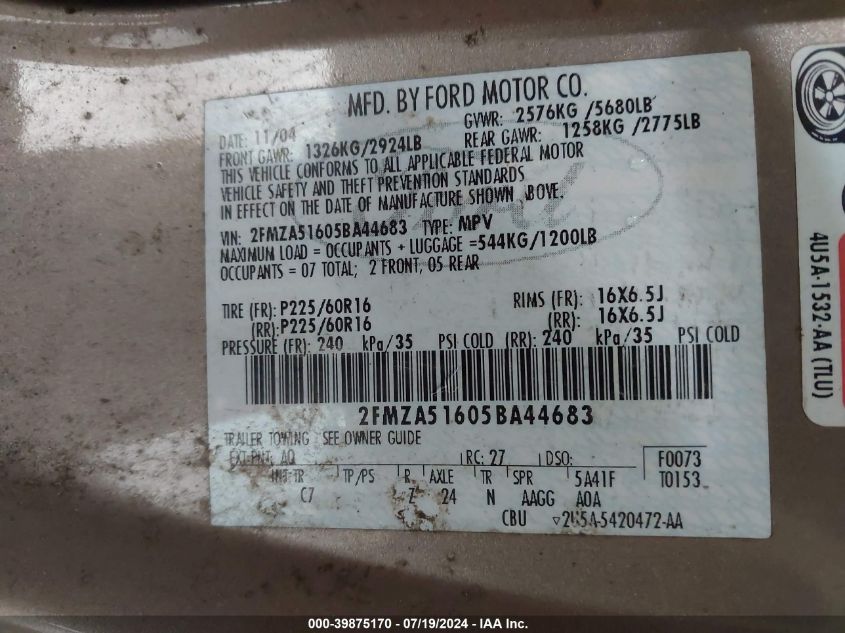 MFD. BY FORD MOTOR CO.
DATE: 11/04 GVWR: 2576KG /5680LB
FRONT GAWR: 1326KG/2924LB REAR GAWR: 1258KG /2775LB
THIS VEHICLE CONFORMS TO ALL APPLICABLE FEDERAL MOTOR
VEHICLE SAFETY AND THEFT PREVENTION STANDARDS
IN EFFECT ON THE DATE OF MANUFACTURE SHOWN ABOVE.
VIN: 2FMZA51605BA44683 TYPE: MPV
MAXIMUM LOAD = OCCUPANTS + LUGGAGE =544KG/1200LB
OCCUPANTS = 07 TOTAL; 2 FRONT, 05 REAR
TIRE (FR): P225/60R16 RIMS (FR): 16X6.5J
(RR): P225/60R16 (RR): 16X6.5J
PRESSURE (FR): 240 kPa/35 PSI COLD (RR): 240 kPa/35 PSI COLD
2FMZA51605BA44683
TRAILER TOWING - SEE OWNER GUIDE
EXT PNT: AQ RC: 27 DSO: F0073
INT TR TP/PS R AXLE TR SPR 5A41F T0153
C7 Z 24 N AAGG AOA
CBU ▽2U5A-5420472-AA
4U5A-1532-AA (TLU)
000-39875170 - 07/19/2024 - IAA Inc.